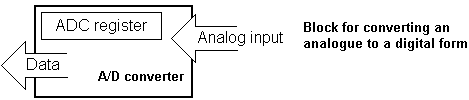 ADC register
Analog input
Data
A/D converter
Block for converting an
analogue to a digital form